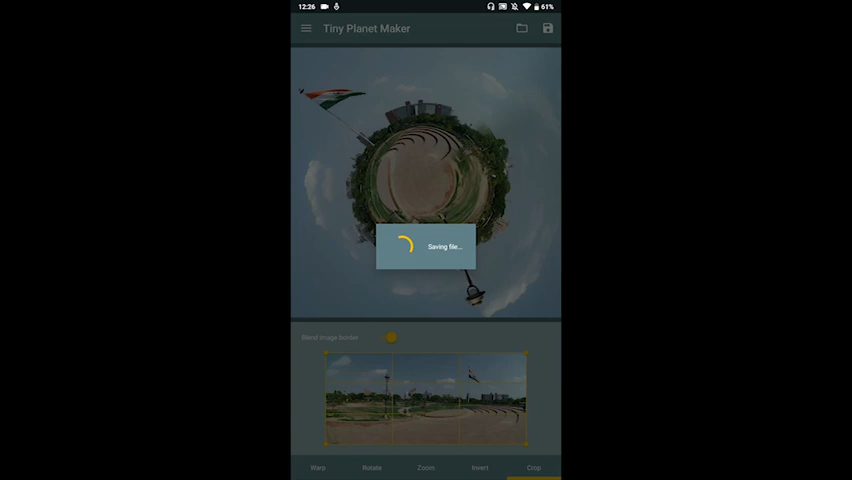 12:26
61%
Tiny Planet Maker
Saving file...
Blend image border
Warp Rotate Zoom Invert Crop